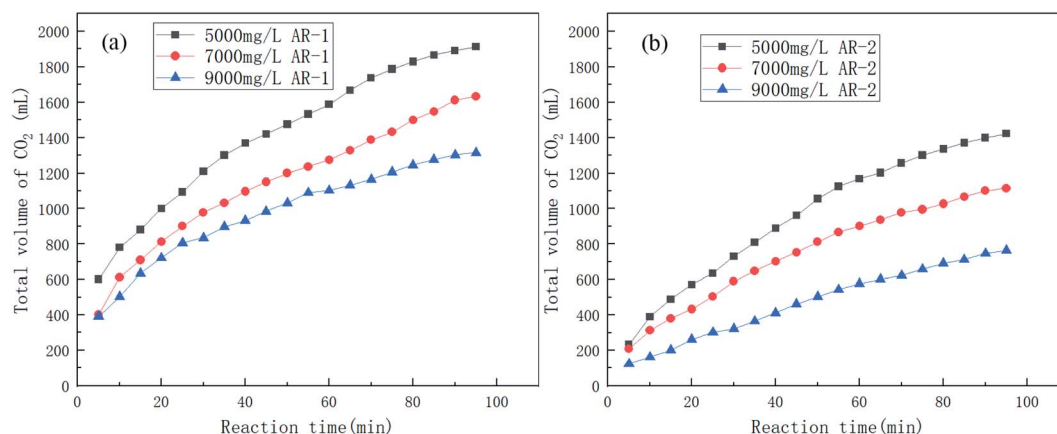 (a)
5000mg/L AR-1
7000mg/L AR-1
9000mg/L AR-1
Total volume of CO₂ (mL)
2000
1800
1600
1400
1200
1000
800
600
400
200
0
0 20 40 60 80 100
Reaction time(min)
(b)
5000mg/L AR-2
7000mg/L AR-2
9000mg/L AR-2
Total volume of CO₂ (mL)
2000
1800
1600
1400
1200
1000
800
600
400
200
0
0 20 40 60 80 100
Reaction time(min)